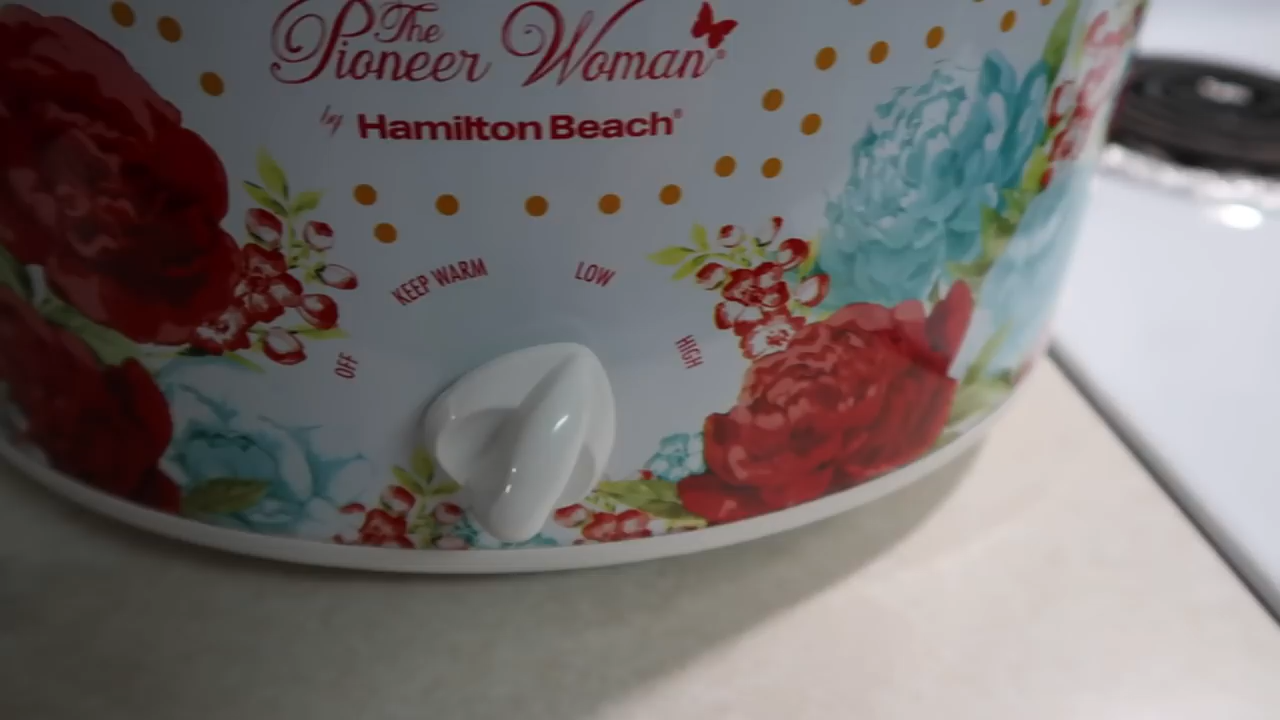 The
Pioneer Woman®
by Hamilton Beach®
KEEP WARM
LOW
OFF
HIGH